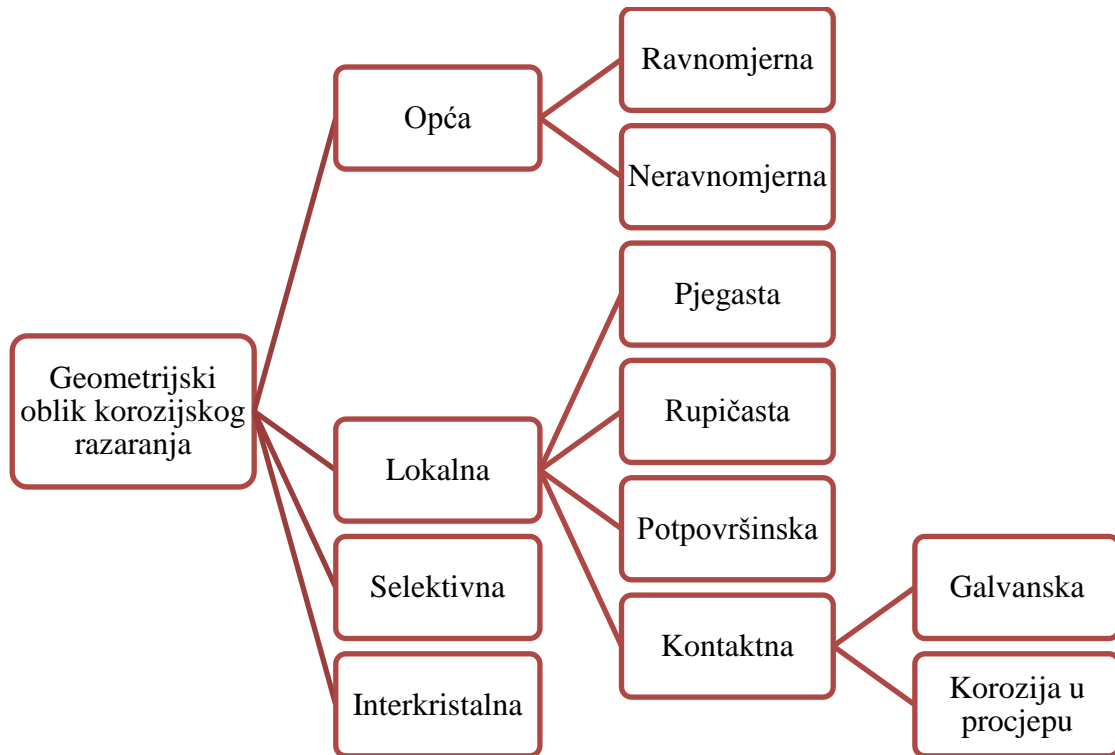 Geometrijski
oblik korozijskog
razaranja
Opća
Ravnomjerna
Neravnomjerna
Lokalna
Pjegasta
Rupičasta
Potpovršinska
Kontaktna
Galvanska
Korozija u
procjepu
Selektivna
Interkristalna